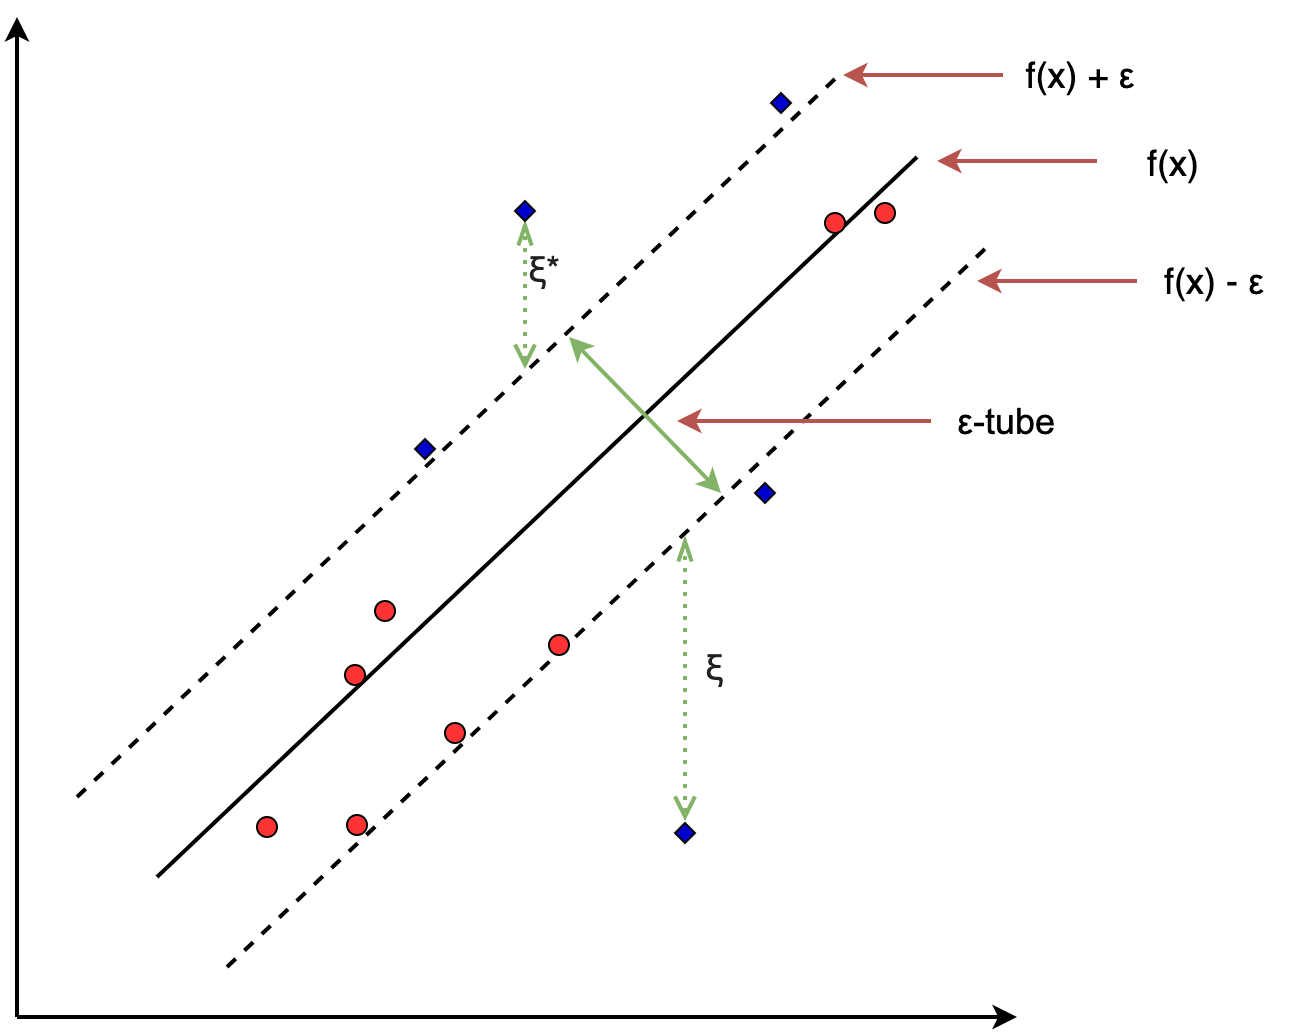 f(x) + ε
f(x)
ξ*
f(x) - ε
ε-tube
ξ